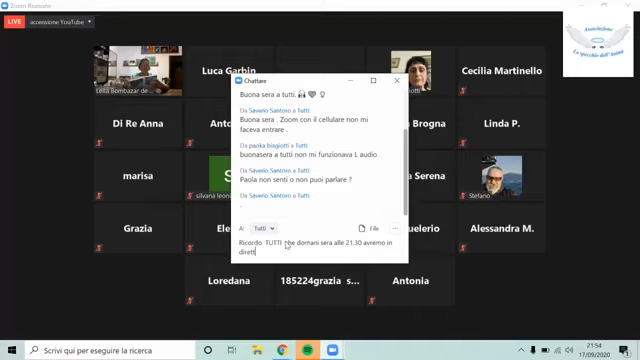 Zoom Riunione
LIVE
accensione YouTube
Associazione
Lo specchio dell'Anima
Luca Garbin
Cecilia Martinello
Di Re Anna
Brogna
Linda P.
marisa
S
silvana leoni
Serena
Stefano
Grazia
Alessandra M.
Loredana
185224grazia s...
Antonia
Chattare
Buona sera a tutti.
Da Saverio Santoro a Tutti:
Buona sera . Zoom con il cellulare non mi
faceva entrare .
Da paola biagiotti a Tutti:
buonasera a tutti non mi funzionava L audio
Da Saverio Santoro a Tutti:
Paola non senti o non puoi parlare ?
Da Saverio Santoro a Tutti:
.
A:
Tutti
File
...
Ricordo TUTTI che domani sera alle 21.30 avremo in
dirett
Scrivi qui per eseguire la ricerca
21:54
17/09/2020